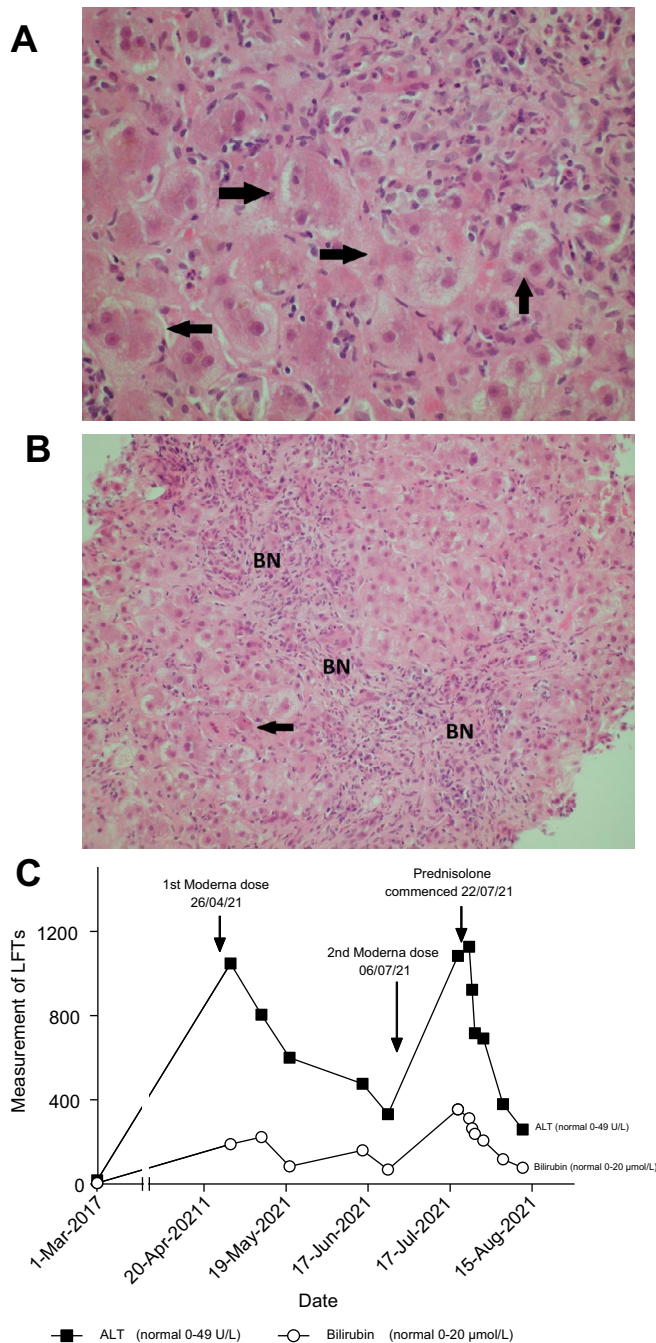 A
B
BN
BN
BN
C
1st Moderna dose
26/04/21
Prednisolone
commenced 22/07/21
2nd Moderna dose
06/07/21
Measurement of LFTs
1200
800
400
0
ALT (normal 0-49 U/L)
Bilirubin (normal 0-20 μmol/L)
1-Mar-2017
20-Apr-20211
19-May-2021
17-Jun-2021
17-Jul-2021
15-Aug-2021
Date
ALT (normal 0-49 U/L) Bilirubin (normal 0-20 μmol/L)